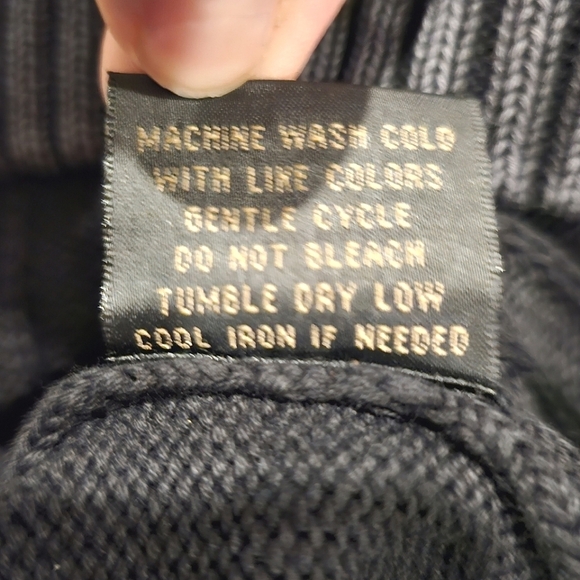 MACHINE WASH COLD
WITH LIKE COLORS
GENTLE CYCLE
DO NOT BLEACH
TUMBLE DRY LOW
COOL IRON IF NEEDED